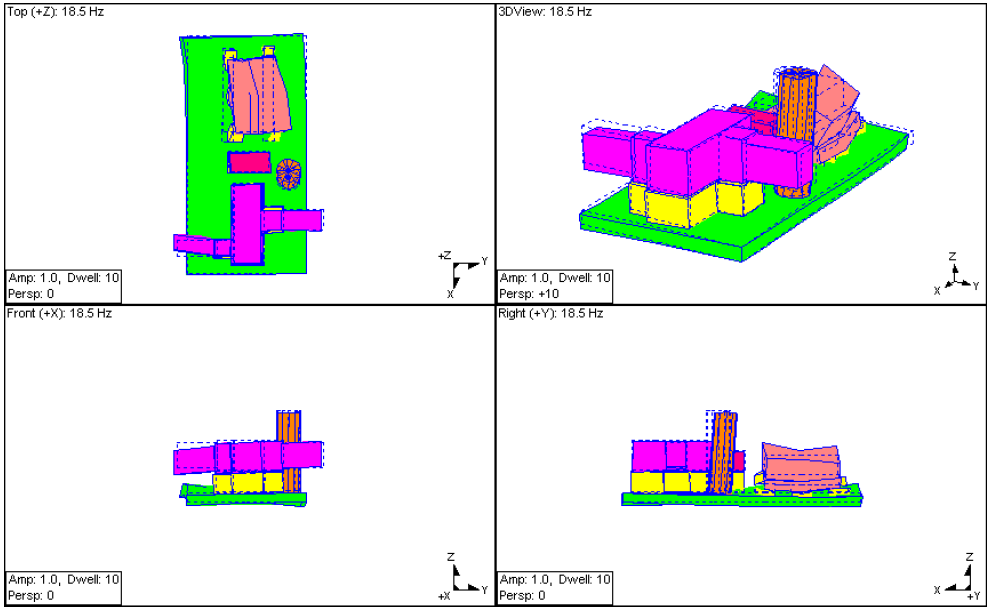 Top (+Z): 18.5 Hz
+Z
Y
X
Amp: 1.0, Dwell: 10
Persp: 0
3DView: 18.5 Hz
Z
X
Y
Amp: 1.0, Dwell: 10
Persp: +10
Front (+X): 18.5 Hz
Z
+X
Y
Amp: 1.0, Dwell: 10
Persp: 0
Right (+Y): 18.5 Hz
Z
X
+Y
Amp: 1.0, Dwell: 10
Persp: 0